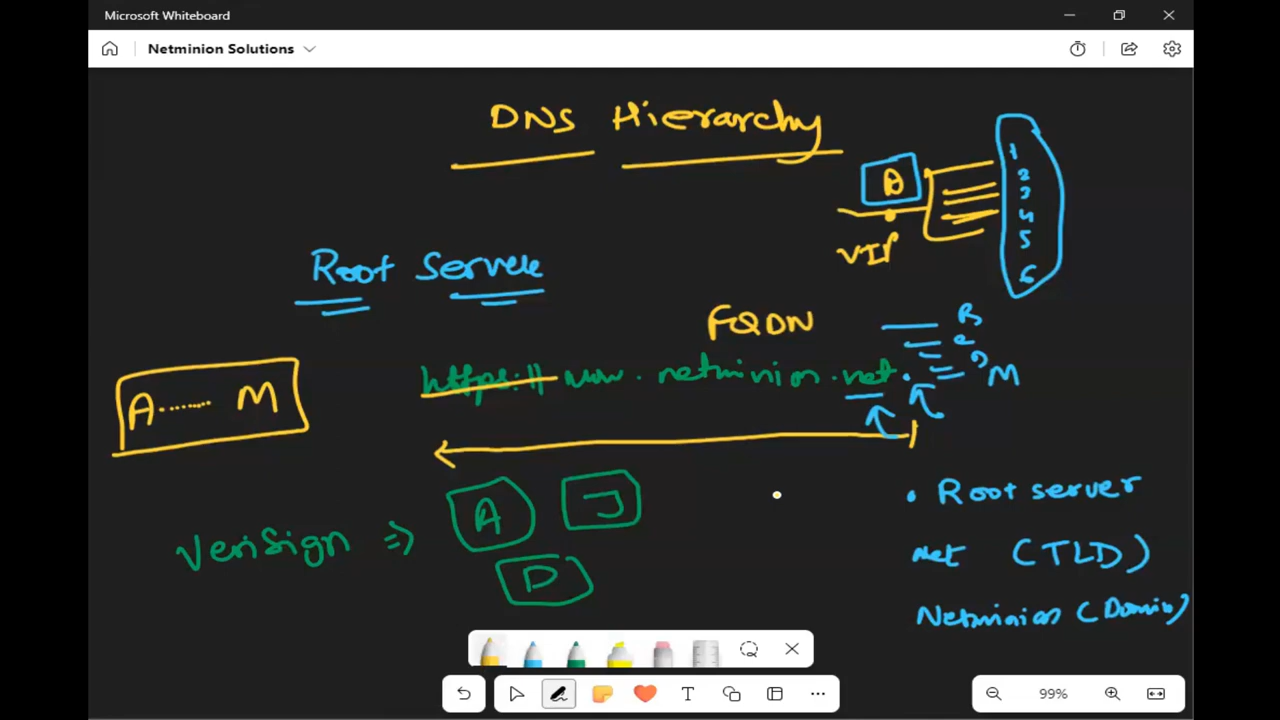 Microsoft Whiteboard
Netminion Solutions
DNS Hierarchy
A
1
2
3
4
5
6
VIP
Root Server
FQDN
https:// www.netminion.net.
M
A ...... M
VeriSign => A J
D
. Root server
Net (TLD)
Netminion (Domin)
99%